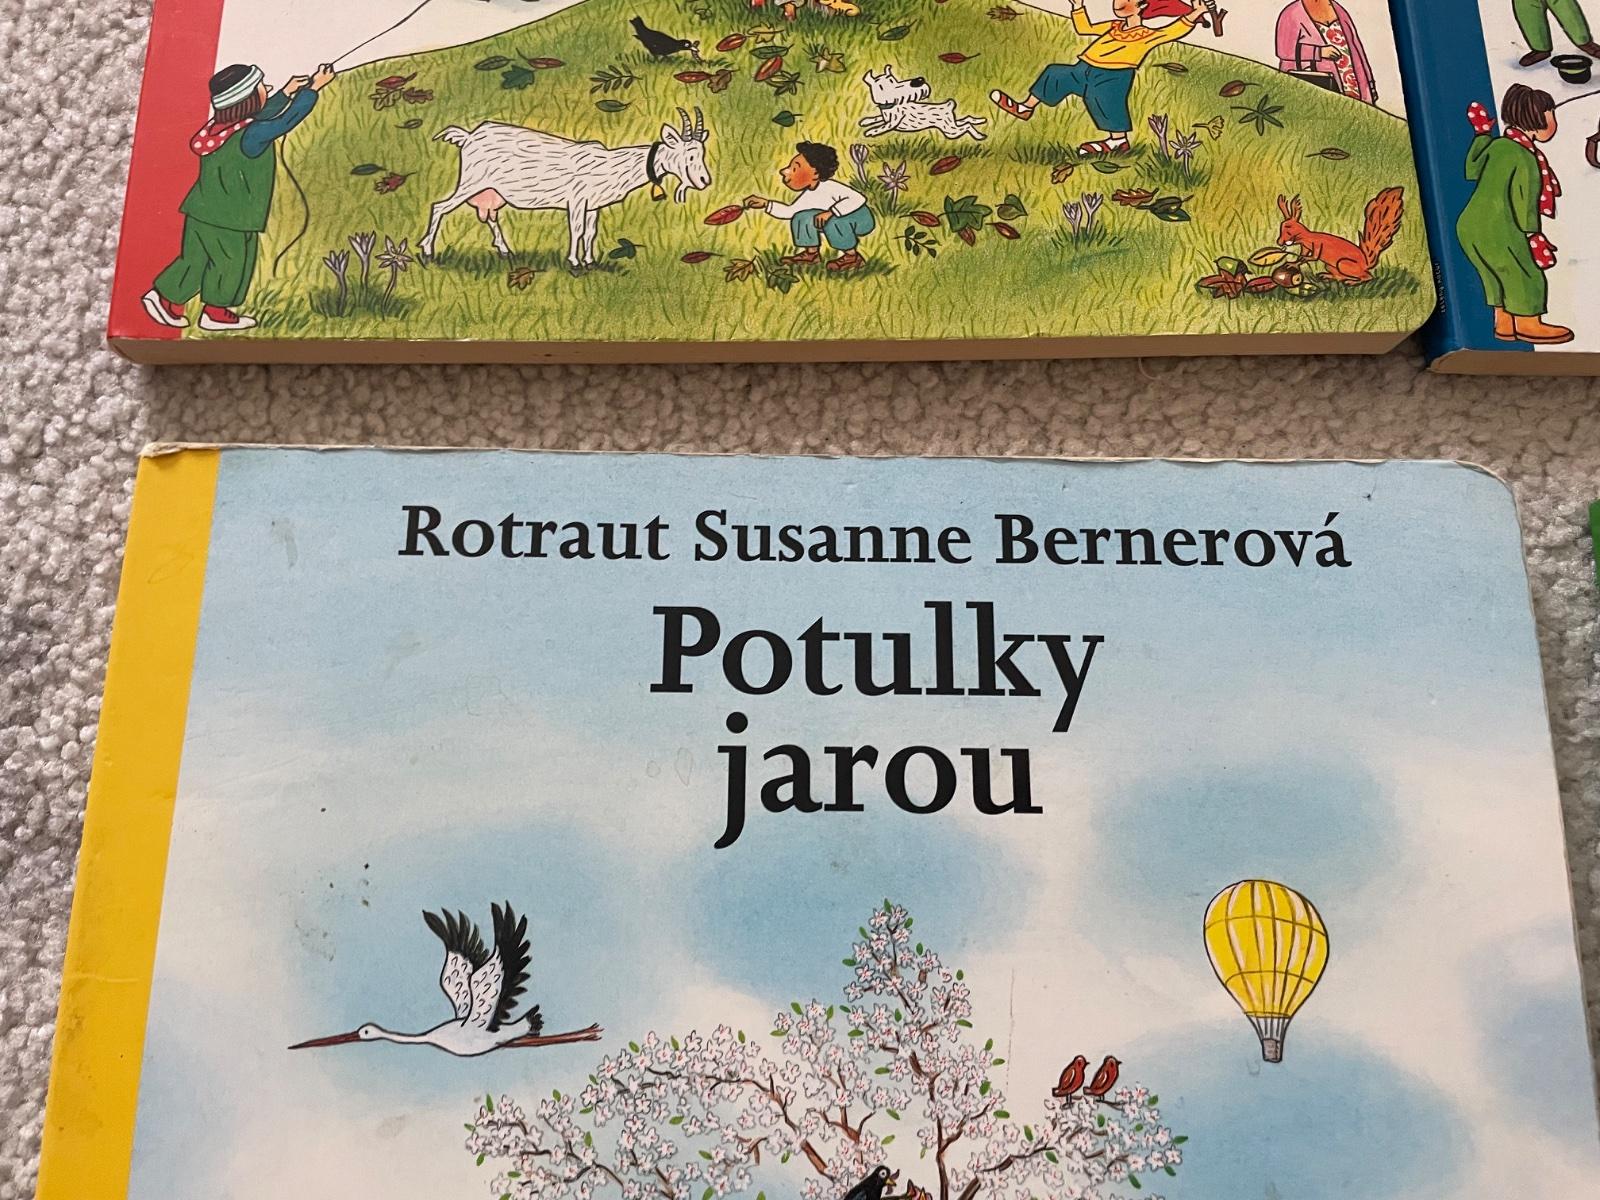 Rotraut Susanne Bernerová
Potulky
jarou